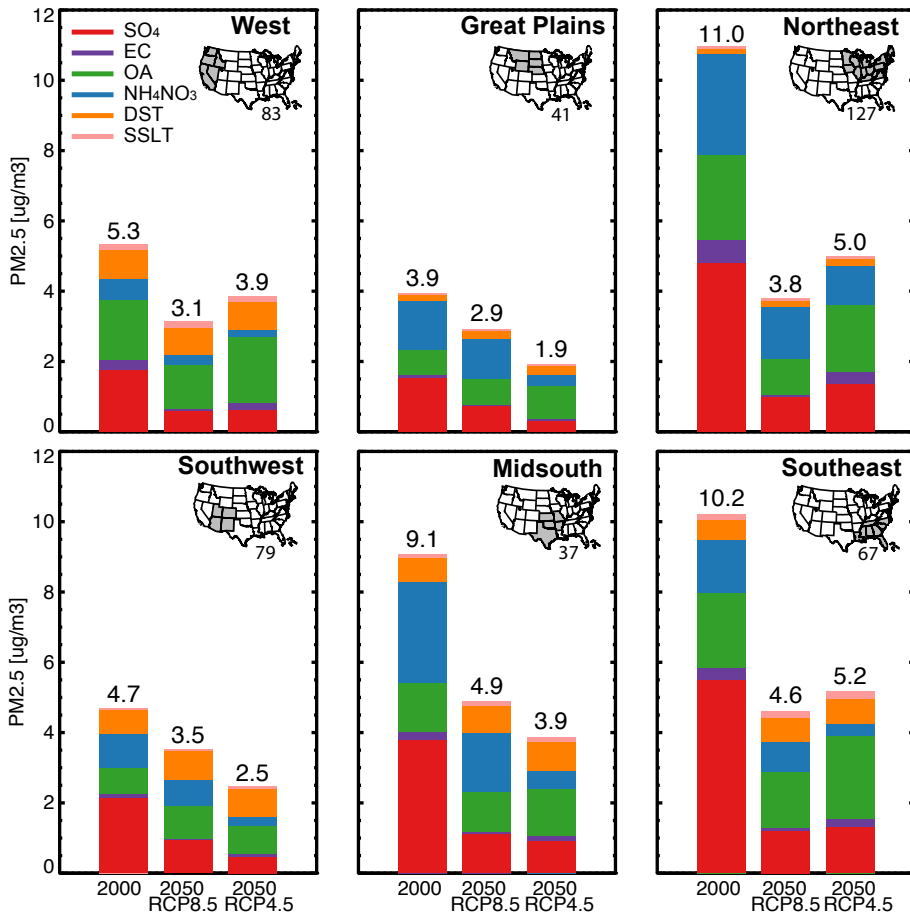 West
SO₄
EC
OA
NH₄NO₃
DST
SSLT
83
5.3
3.1
3.9
Great Plains
41
3.9
2.9
1.9
Northeast
11.0
127
3.8
5.0
PM2.5 [ug/m3]
12
10
8
6
4
2
0
Southwest
79
4.7
3.5
2.5
Midsouth
37
9.1
4.9
3.9
Southeast
10.2
67
4.6
5.2
PM2.5 [ug/m3]
12
10
8
6
4
2
0
2000 2050 2050
RCP8.5 RCP4.5
2000 2050 2050
RCP8.5 RCP4.5
2000 2050 2050
RCP8.5 RCP4.5